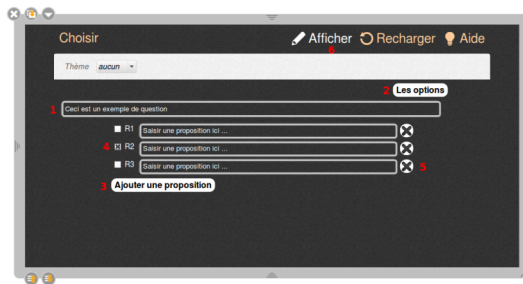 Choisir Afficher Recharger Aide
6
Thème aucun
2 Les options
1 Ceci est un exemple de question
R1 Saisir une proposition ici ...
4 R2 Saisir une proposition ici ...
R3 Saisir une proposition ici ... 5
3 Ajouter une proposition